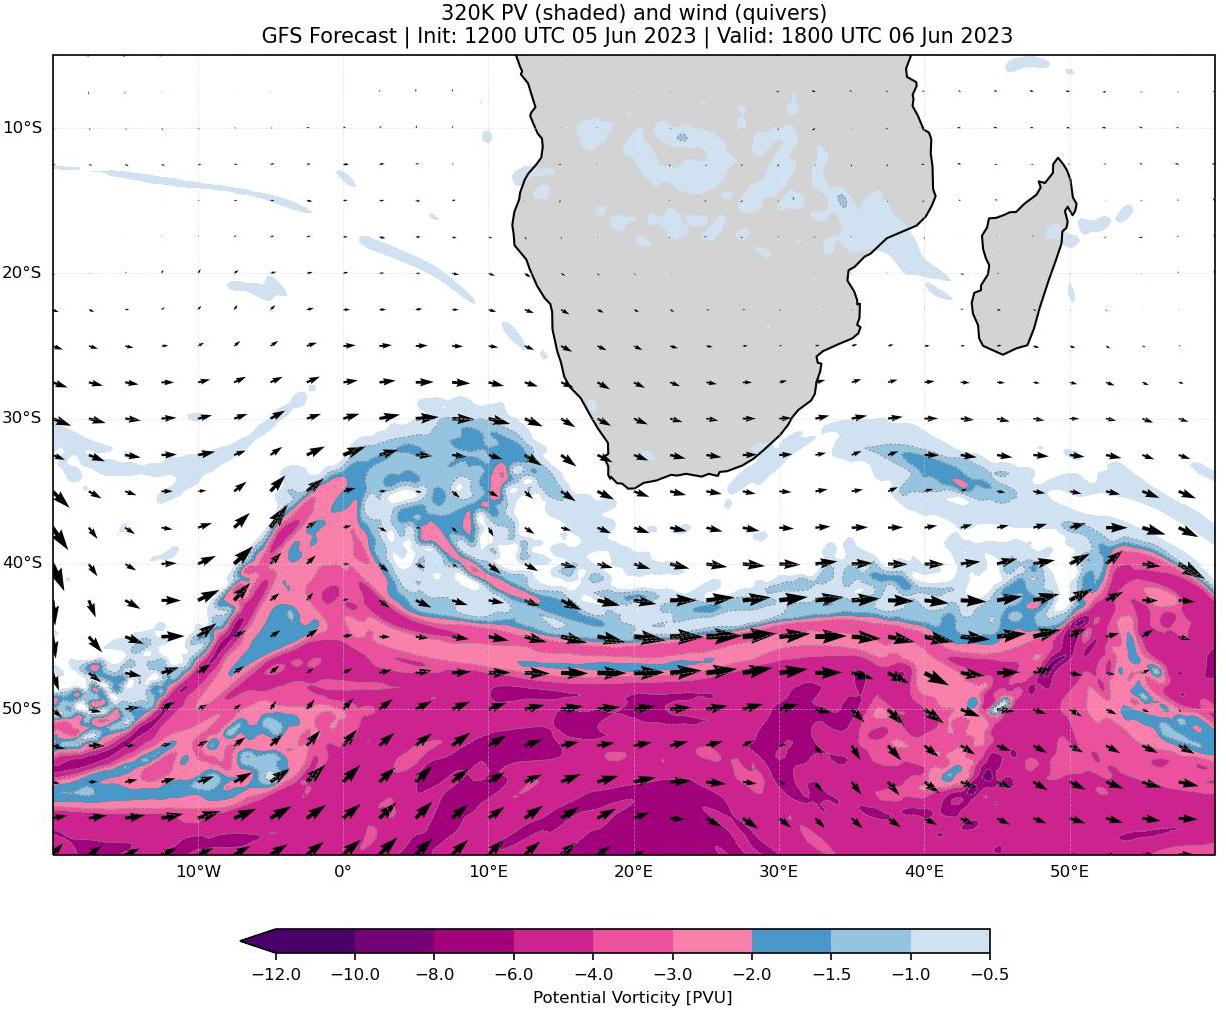 320K PV (shaded) and wind (quivers)
GFS Forecast | Init: 1200 UTC 05 Jun 2023 | Valid: 1800 UTC 06 Jun 2023
10°S
20°S
30°S
40°S
50°S
10°W 0° 10°E 20°E 30°E 40°E 50°E
−12.0 −10.0 −8.0 −6.0 −4.0 −3.0 −2.0 −1.5 −1.0 −0.5
Potential Vorticity [PVU]